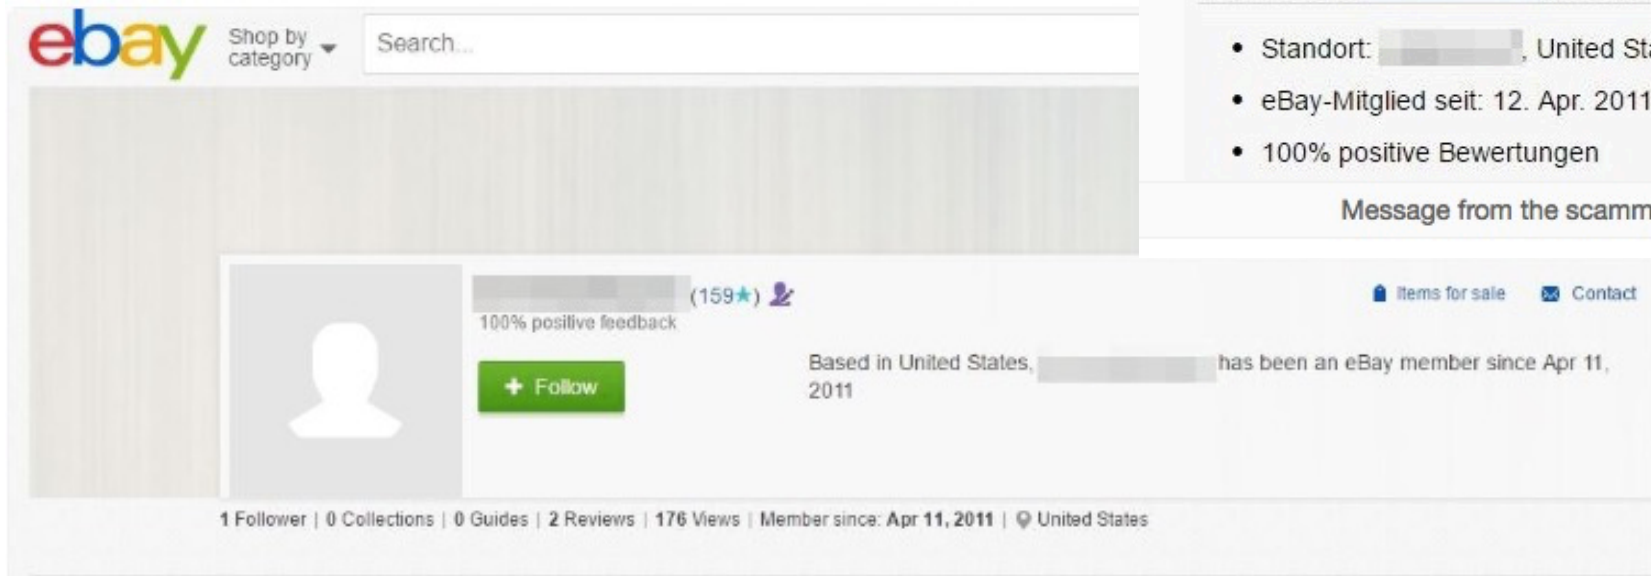 ebay
Shop by
category
Search...
Standort: , United
eBay-Mitglied seit: 12. Apr. 2011
100% positive Bewertungen
Message from the
(159★)
100% positive feedback
Items for sale
Contact
+ Follow
Based in United States, has been an eBay member since Apr 11,
2011
1 Follower | 0 Collections | 0 Guides | 2 Reviews | 176 Views | Member since: Apr 11, 2011 | United States